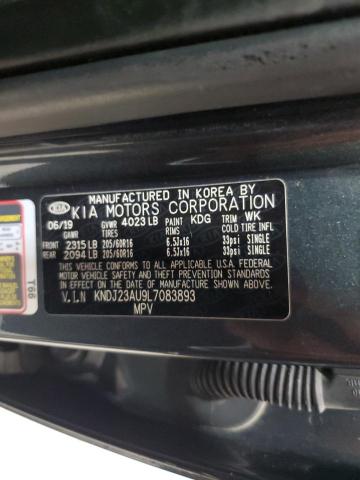 MANUFACTURED IN KOREA BY
KIA KIA MOTORS CORPORATION
06/19 GVWR 4023 LB PAINT KDG TRIM WK
GAWR TIRES RIMS COLD TIRE INFL
FRONT 2315 LB 205/60R16 6.5Jx16 33psi SINGLE
REAR 2094 LB 205/60R16 6.5Jx16 33psi SINGLE
THIS VEHICLE CONFORMS TO ALL APPLICABLE U.S.A. FEDERAL
MOTOR VEHICLE SAFETY AND THEFT PREVENTION STANDARDS
IN EFFECT ON THE DATE OF MANUFACTURE SHOWN ABOVE.
V.I.N KNDJ23AU9L7083893
MPV
T66